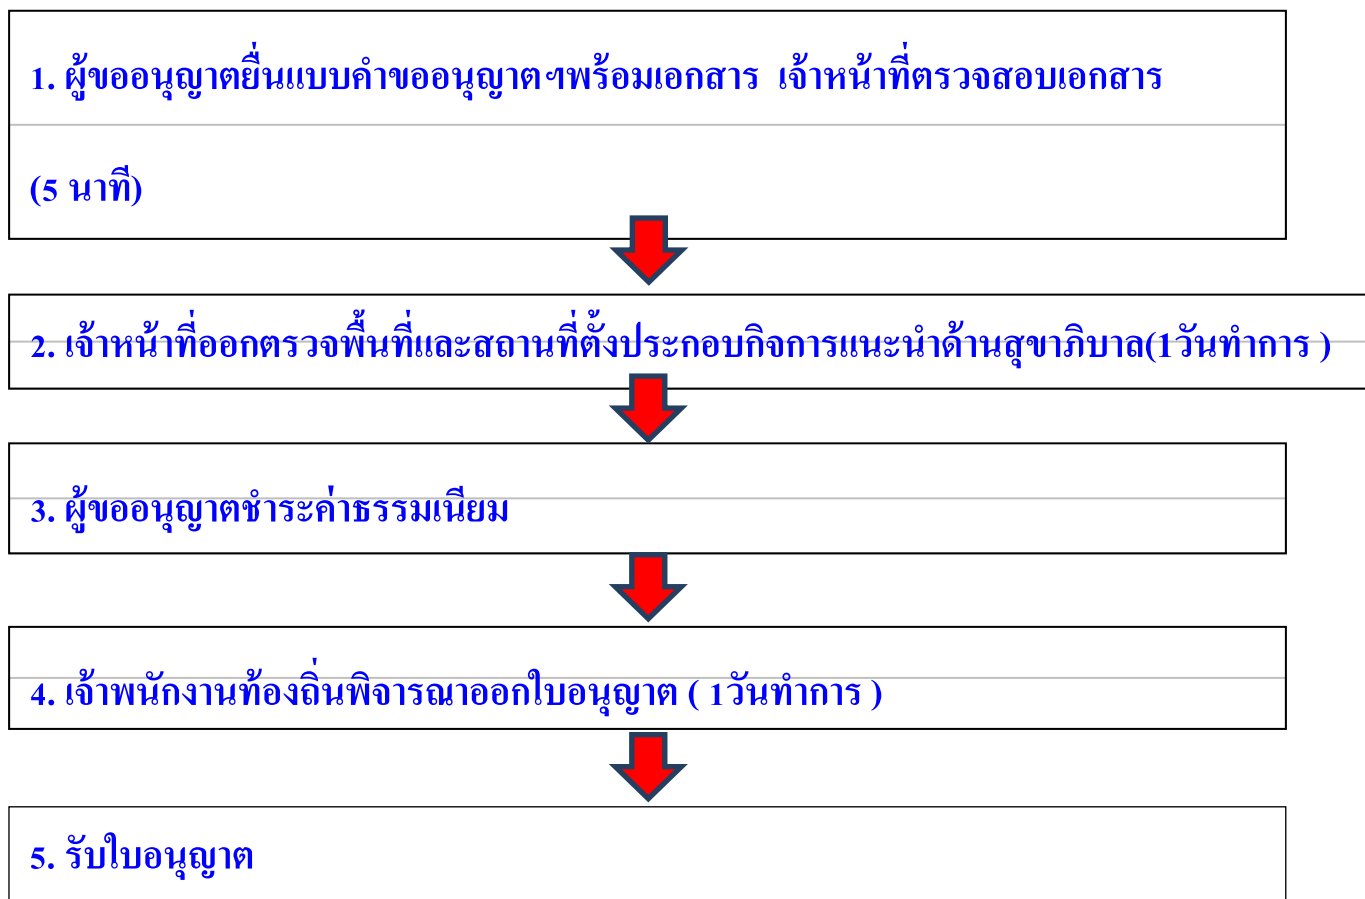 1. ผู้ขออนุญาตยื่นแบบคำขออนุญาตฯพร้อมเอกสาร เจ้าหน้าที่ตรวจสอบเอกสาร
(5 นาที)
2. เจ้าหน้าที่ออกตรวจพื้นที่และสถานที่ตั้งประกอบกิจการแนะนำด้านสุขาภิบาล(1วันทำการ )
3. ผู้ขออนุญาตชำระค่าธรรมเนียม
4. เจ้าพนักงานท้องถิ่นพิจารณาออกใบอนุญาต ( 1วันทำการ )
5. รับใบอนุญาต